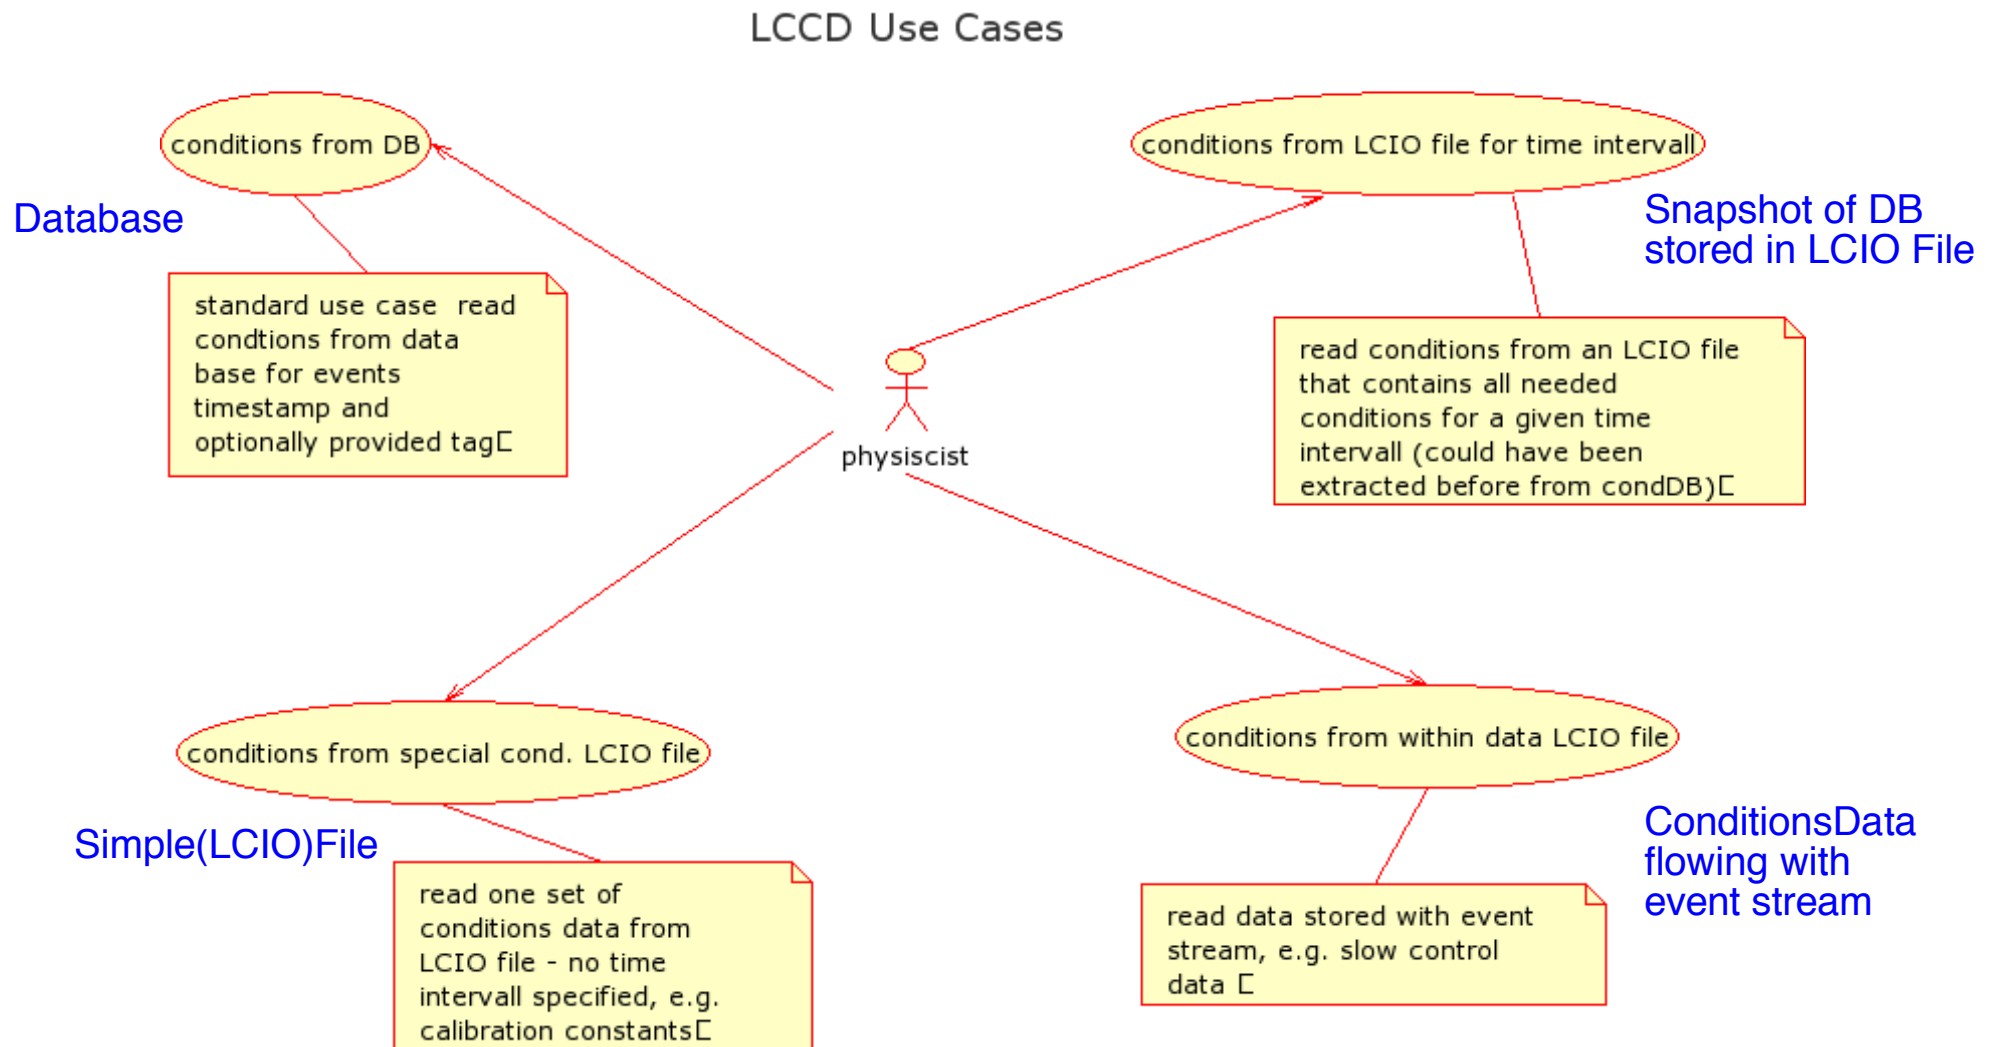 LCCD Use Cases
conditions from DB
Database
standard use case  read
condtions from data
base for events
timestamp and
optionally provided tag
conditions from LCIO file for time intervall
Snapshot of DB
stored in LCIO File
read conditions from an LCIO file
that contains all needed
conditions for a given time
intervall (could have been
extracted before from condDB)
physiscist
conditions from special cond. LCIO file
Simple(LCIO)File
read one set of
conditions data from
LCIO file - no time
intervall specified, e.g.
calibration constants
conditions from within data LCIO file
ConditionsData
flowing with
event stream
read data stored with event
stream, e.g. slow control
data